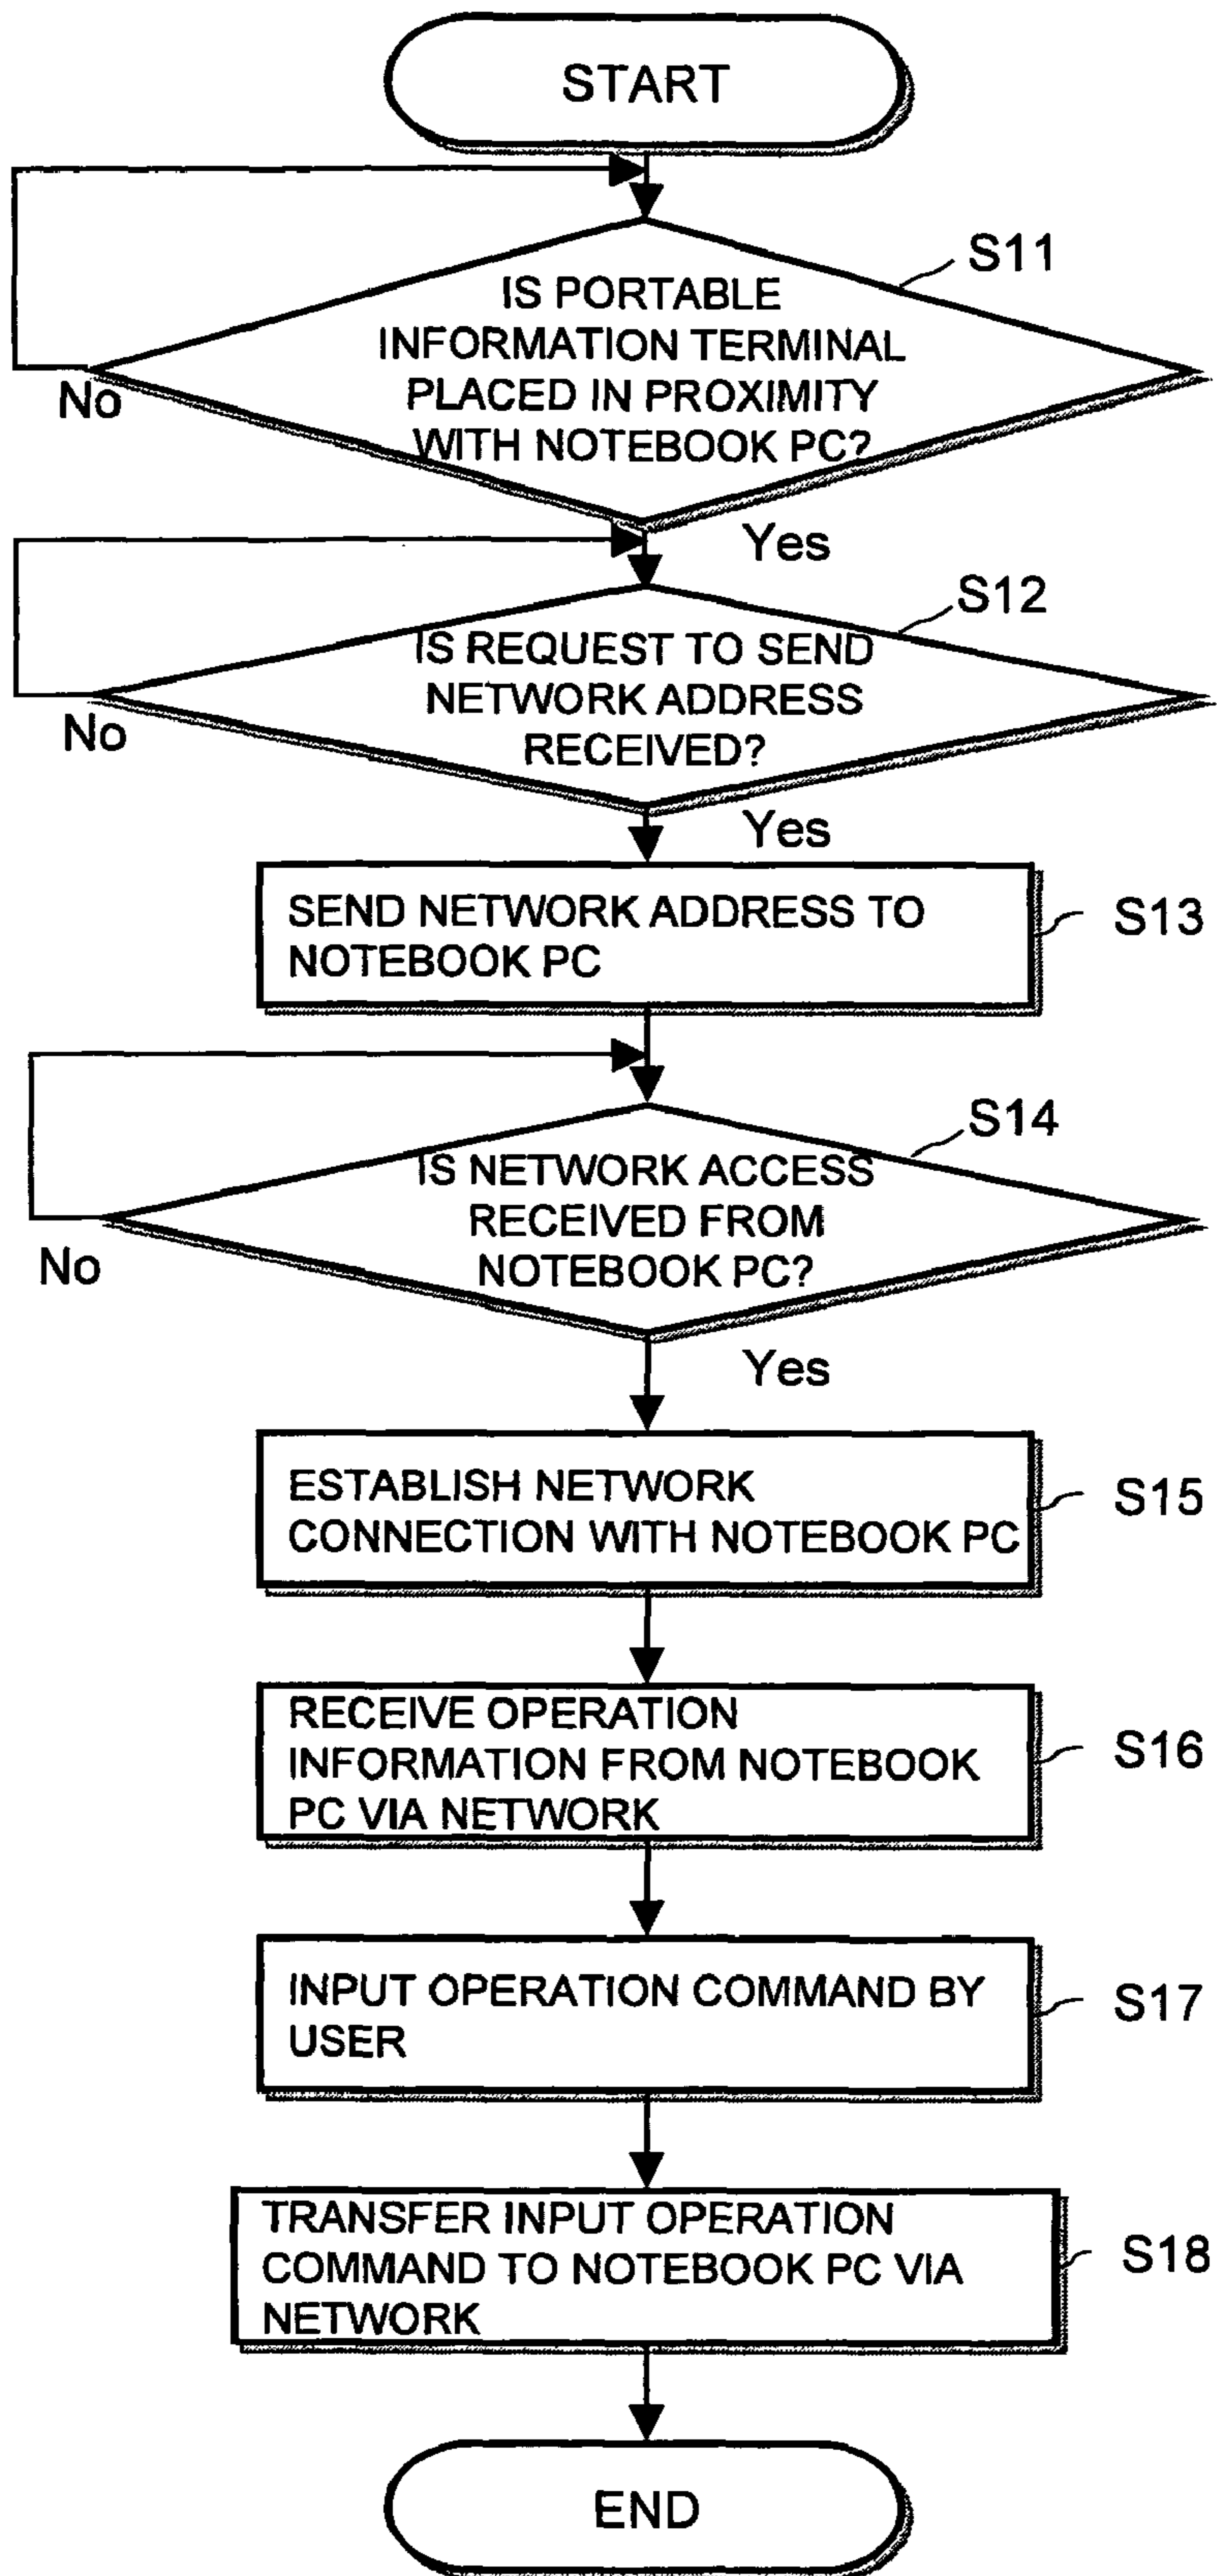 START
S11
IS PORTABLE
INFORMATION TERMINAL
PLACED IN PROXIMITY
WITH NOTEBOOK PC?
No
Yes
S12
IS REQUEST TO SEND
NETWORK ADDRESS
RECEIVED?
No
Yes
SEND NETWORK ADDRESS TO
NOTEBOOK PC
S13
S14
IS NETWORK ACCESS
RECEIVED FROM
NOTEBOOK PC?
No
Yes
ESTABLISH NETWORK
CONNECTION WITH NOTEBOOK PC
S15
RECEIVE OPERATION
INFORMATION FROM NOTEBOOK
PC VIA NETWORK
S16
INPUT OPERATION COMMAND BY
USER
S17
TRANSFER INPUT OPERATION
COMMAND TO NOTEBOOK PC VIA
NETWORK
S18
END